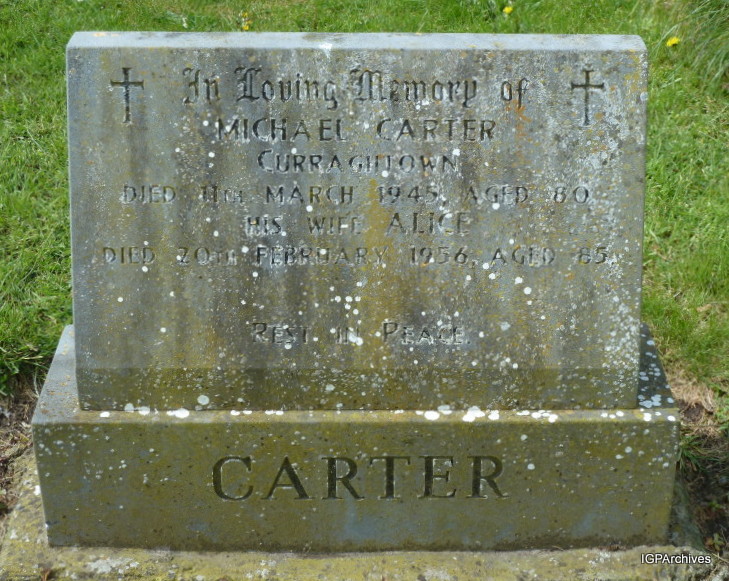 In Loving Memory of
MICHAEL CARTER
CURRAGHTOWN
DIED 11TH MARCH 1945, AGED 80
HIS WIFE ALICE
DIED 20TH FEBRUARY 1956, AGED 85
REST IN PEACE.
CARTER
IGPArchives